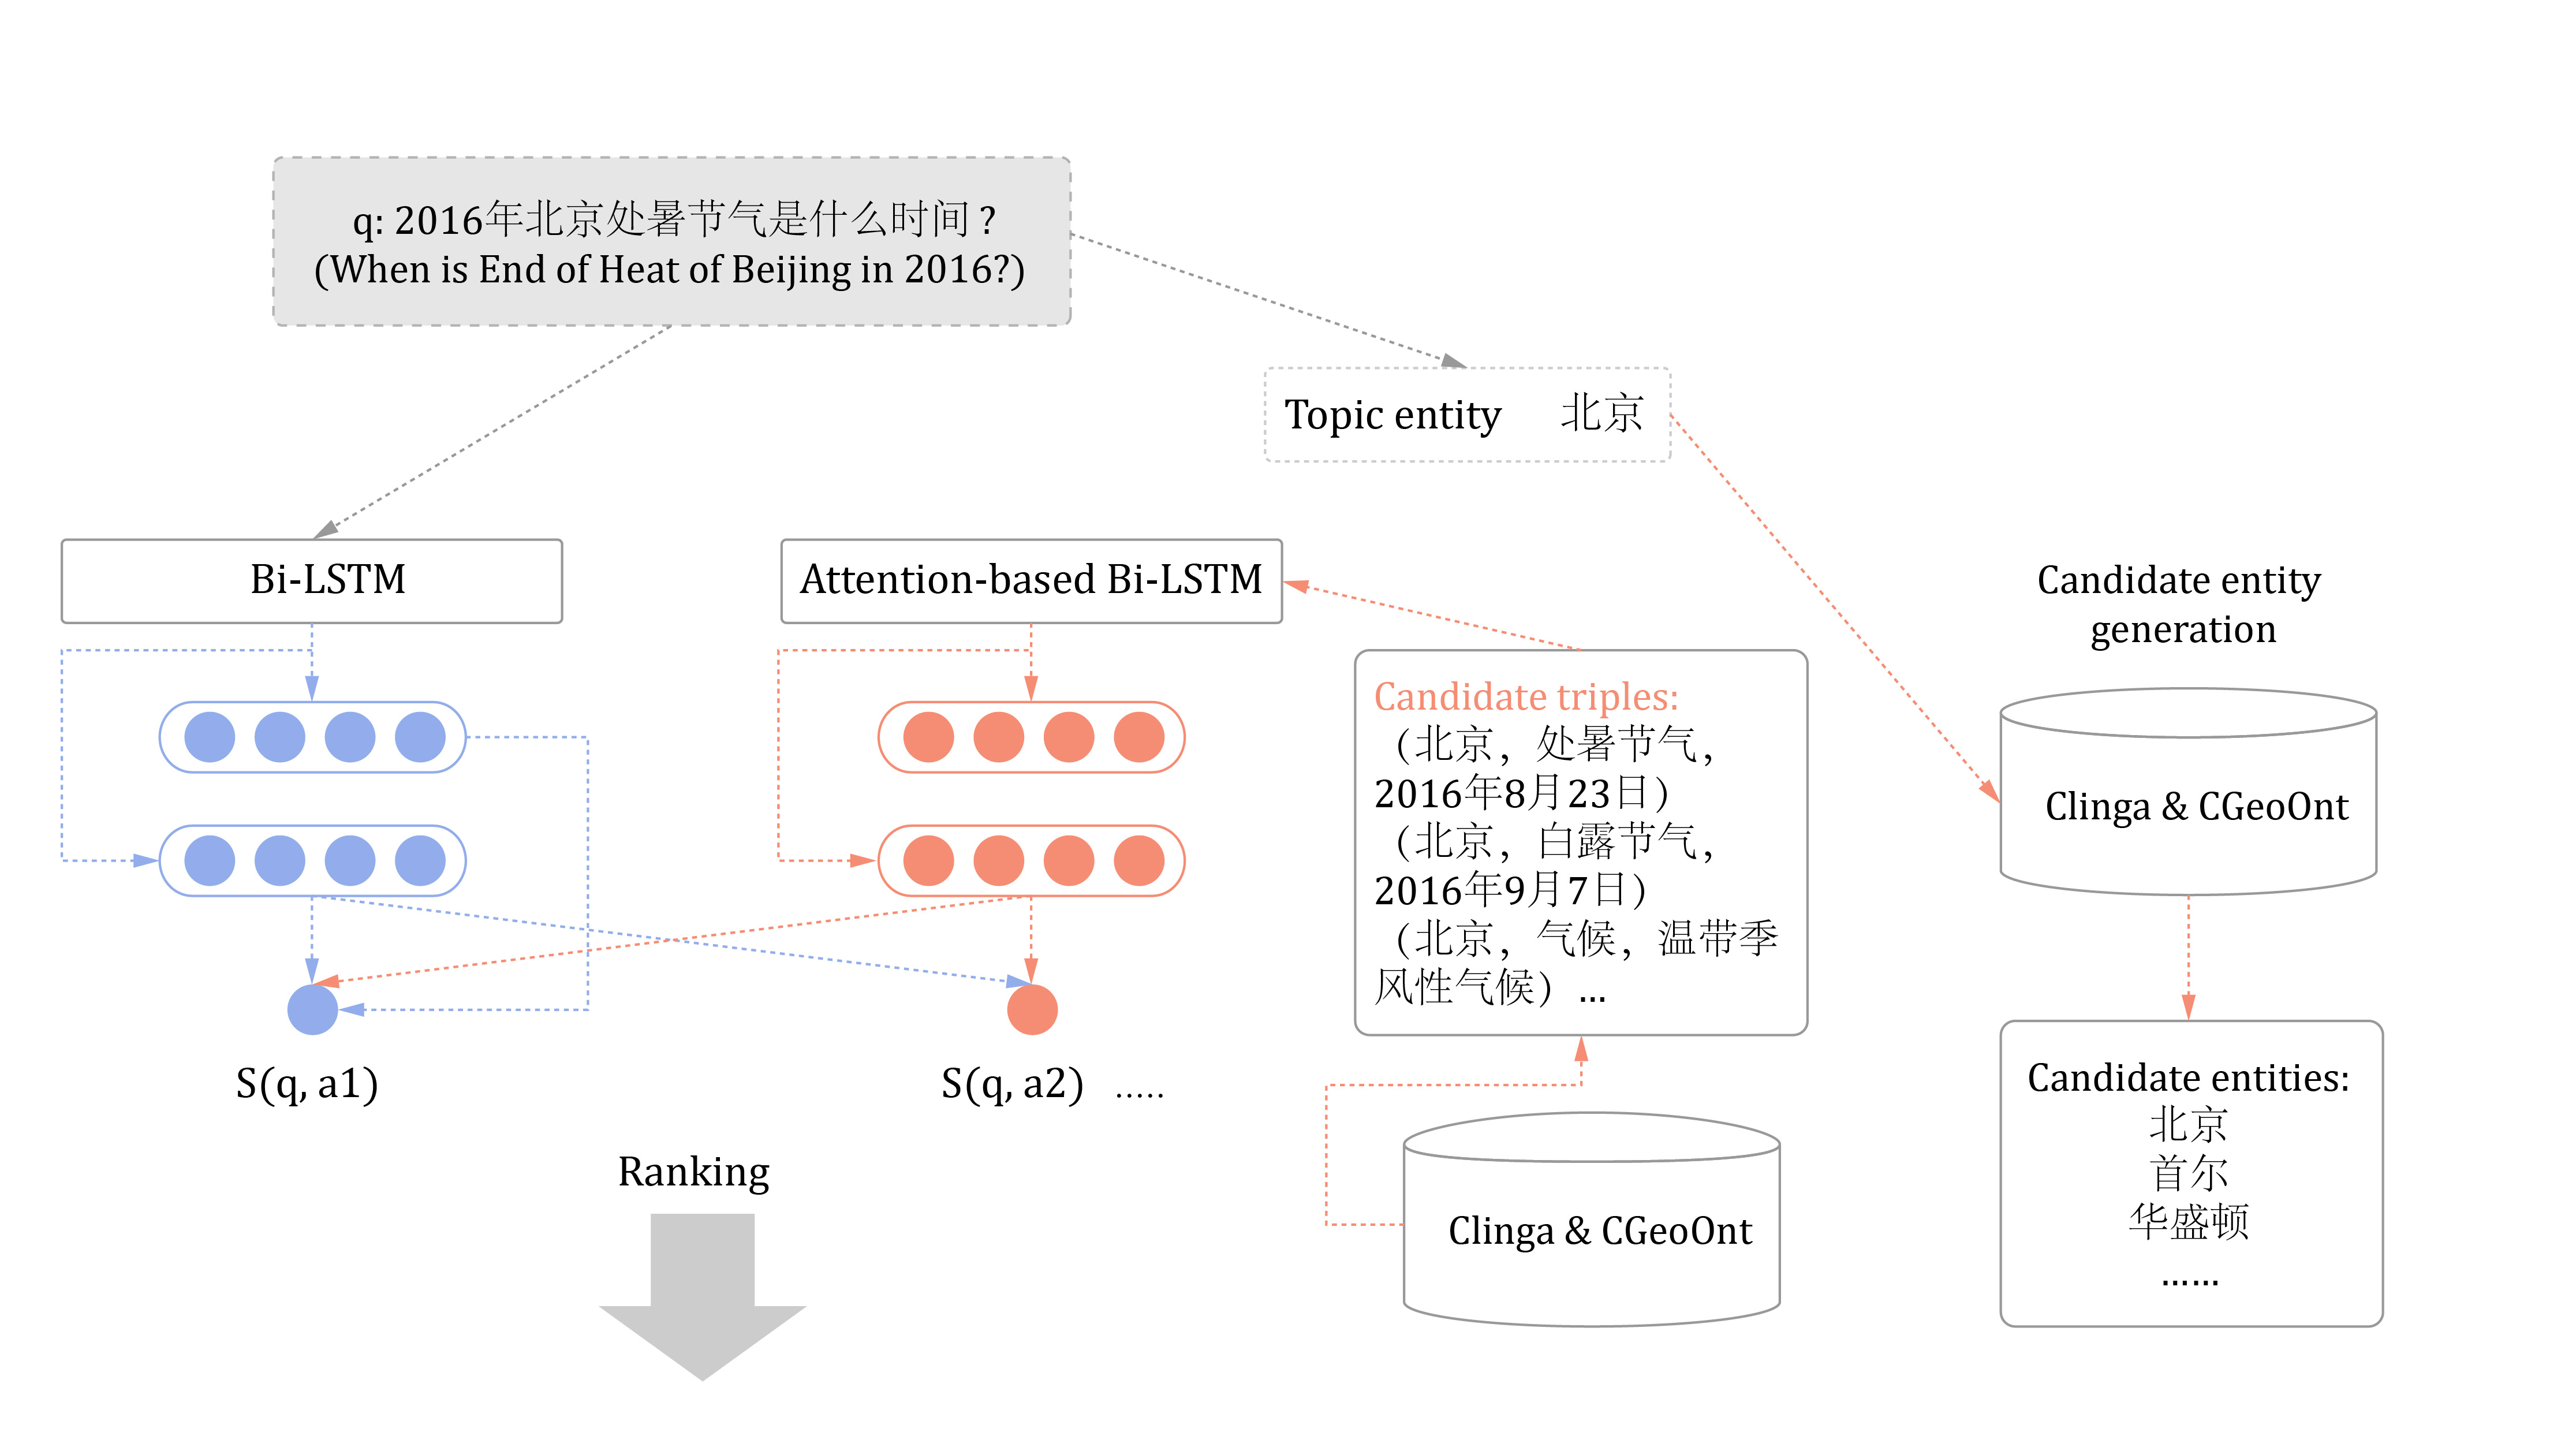 q: 2016年北京处暑节气是什么时间？
(When is End of Heat of Beijing in 2016?)
Topic entity 北京
Bi-LSTM
Attention-based Bi-LSTM
Candidate entity
generation
Candidate triples:
（北京，处暑节气，
2016年8月23日）
（北京，白露节气，
2016年9月7日）
（北京，气候，温带季
风性气候）...
Clinga & CGeoOnt
Candidate entities:
北京
首尔
华盛顿
……
S(q, a1)
S(q, a2) .....
Ranking
Clinga & CGeoOnt